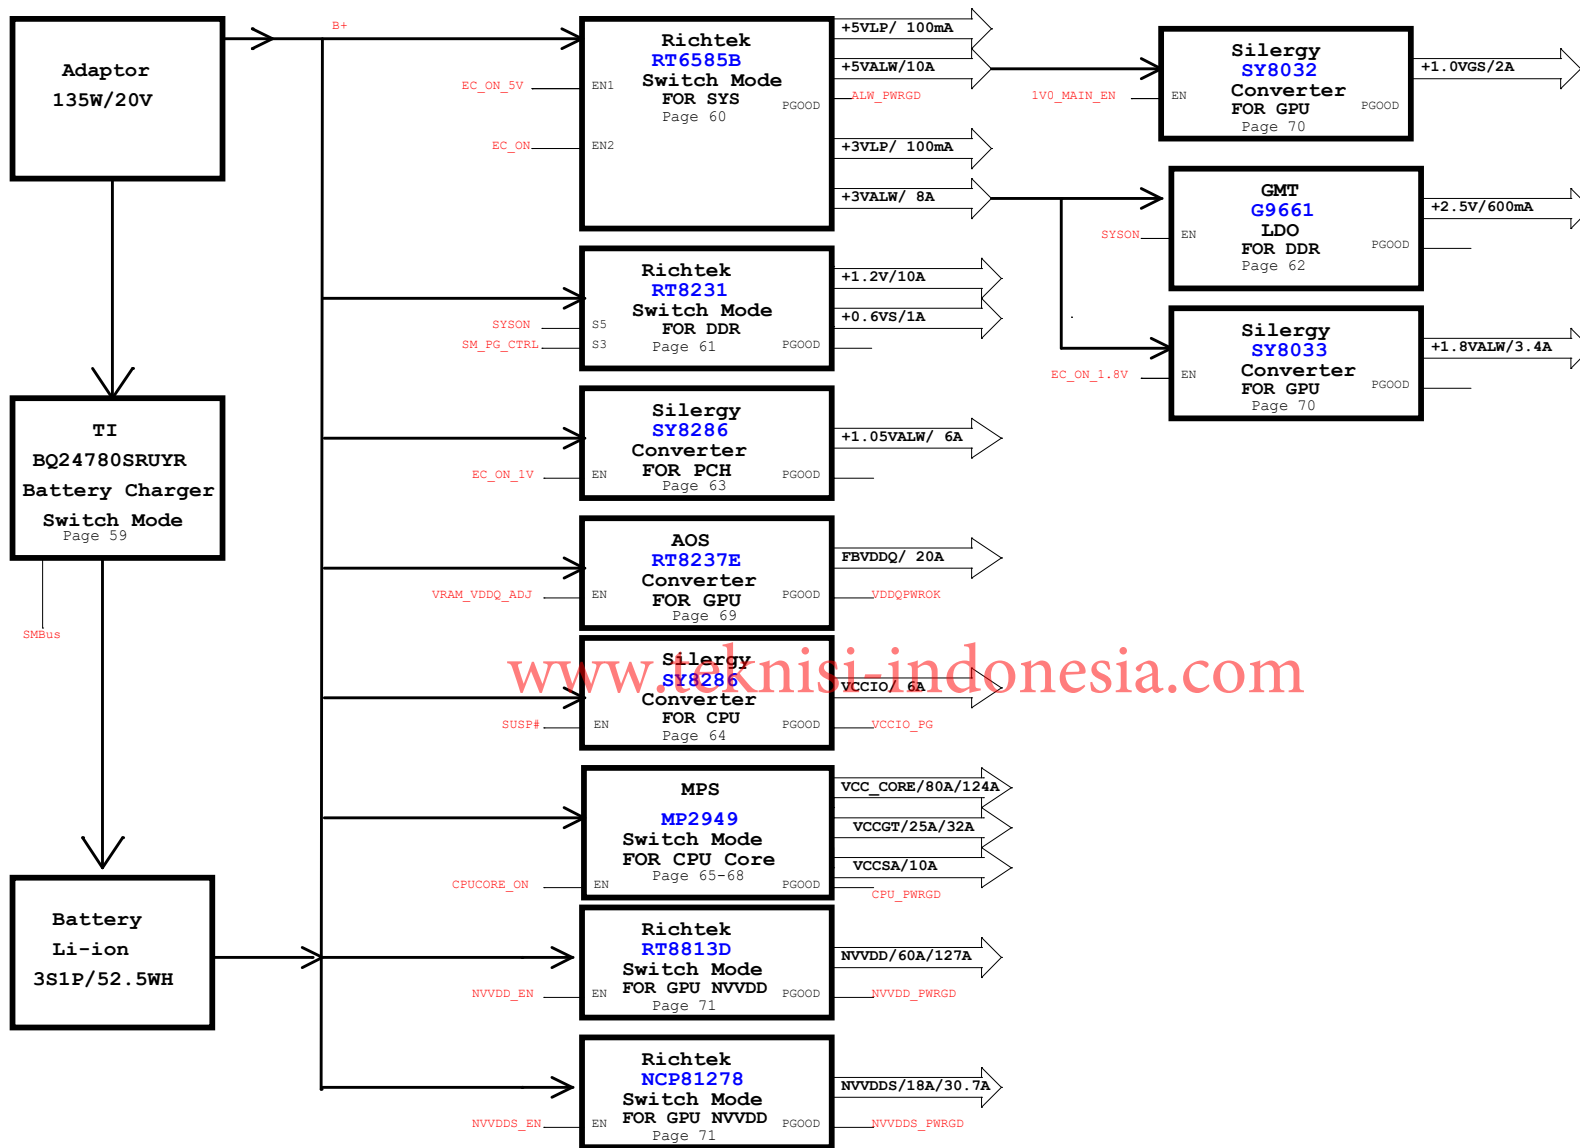 Adaptor
135W/20V
B+
TI
BQ24780SRUYR
Battery Charger
Switch Mode
Page 59
SMBus
Battery
Li-ion
3S1P/52.5WH
Richtek
RT6585B
Switch Mode
FOR SYS
Page 60
EC_ON_5V
EN1
EC_ON
EN2
PGOOD
+5VLP/ 100mA
+5VALW/10A
ALW_PWRGD
+3VLP/ 100mA
+3VALW/ 8A
Silergy
SY8032
Converter
FOR GPU
Page 70
1V0_MAIN_EN
EN
PGOOD
+1.0VGS/2A
GMT
G9661
LDO
FOR DDR
Page 62
SYSON
EN
PGOOD
+2.5V/600mA
Silergy
SY8033
Converter
FOR GPU
Page 70
EC_ON_1.8V
EN
PGOOD
+1.8VALW/3.4A
Richtek
RT8231
Switch Mode
FOR DDR
Page 61
SYSON
S5
SM_PG_CTRL
S3
PGOOD
+1.2V/10A
+0.6VS/1A
Silergy
SY8286
Converter
FOR PCH
Page 63
EC_ON_1V
EN
PGOOD
+1.05VALW/ 6A
AOS
RT8237E
Converter
FOR GPU
Page 69
VRAM_VDDQ_ADJ
EN
PGOOD
FBVDDQ/ 20A
VDDQPWROK
www.teknisi-indonesia.com
Silergy
SY8286
Converter
FOR CPU
Page 64
SUSP#
EN
PGOOD
VCCIO/ 6A
VCCIO_PG
MPS
MP2949
Switch Mode
FOR CPU Core
Page 65-68
CPUCORE_ON
EN
PGOOD
VCC_CORE/80A/124A
VCCGT/25A/32A
VCCSA/10A
CPU_PWRGD
Richtek
RT8813D
Switch Mode
FOR GPU NVVDD
Page 71
NVVDD_EN
EN
PGOOD
NVVDD/60A/127A
NVVDD_PWRGD
Richtek
NCP81278
Switch Mode
FOR GPU NVVDD
Page 71
NVVDDS_EN
EN
PGOOD
NVVDDS/18A/30.7A
NVVDDS_PWRGD